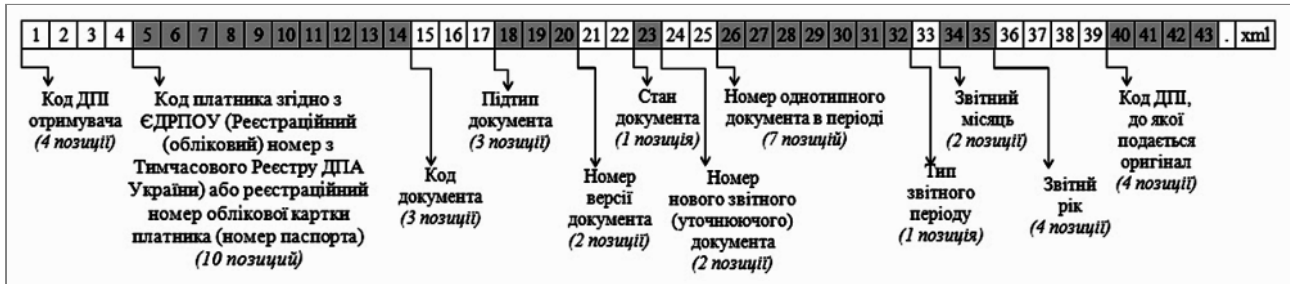 1 2 3 4 5 6 7 8 9 10 11 12 13 14 15 16 17 18 19 20 21 22 23 24 25 26 27 28 29 30 31 32 33 34 35 36 37 38 39 40 41 42 43 . xml
Код ДПІ
отримувача
(4 позиції)
Код платника згідно з
ЄДРПОУ (Реєстраційний
(обліковий) номер з
Тимчасового Реєстру ДПА
України) або реєстраційний
номер облікової картки
платника (номер паспорта)
(10 позиций)
Код
документа
(3 позиції)
Підтип
документа
(3 позиції)
Номер
версії
документа
(2 позиції)
Стан
документа
(1 позиція)
Номер
нового звітного
(уточнюючого)
документа
(2 позиції)
Номер однотипного
документа в періоді
(7 позицій)
Тип
звітного
періоду
(1 позиція)
Звітний
місяць
(2 позиції)
Звітнй
рік
(4 позиції)
Код ДПІ,
до якої
подається
оригінал
(4 позиції)